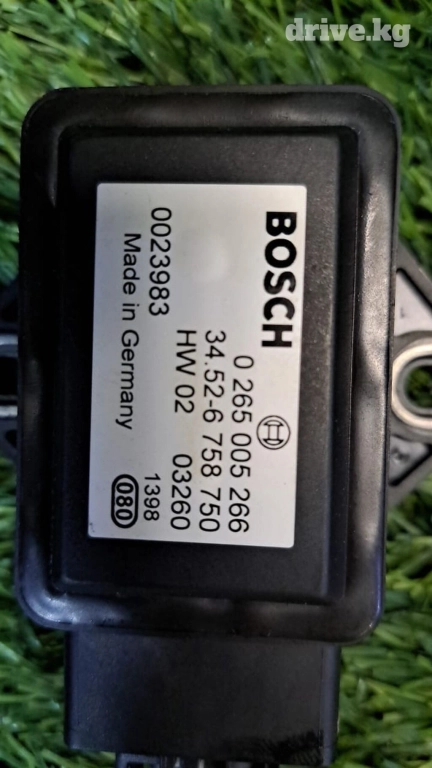 drive.kg
BOSCH
0 265 005 266
34.52-6 758 750
HW 02 03260
0023983 1398
Made in Germany 080